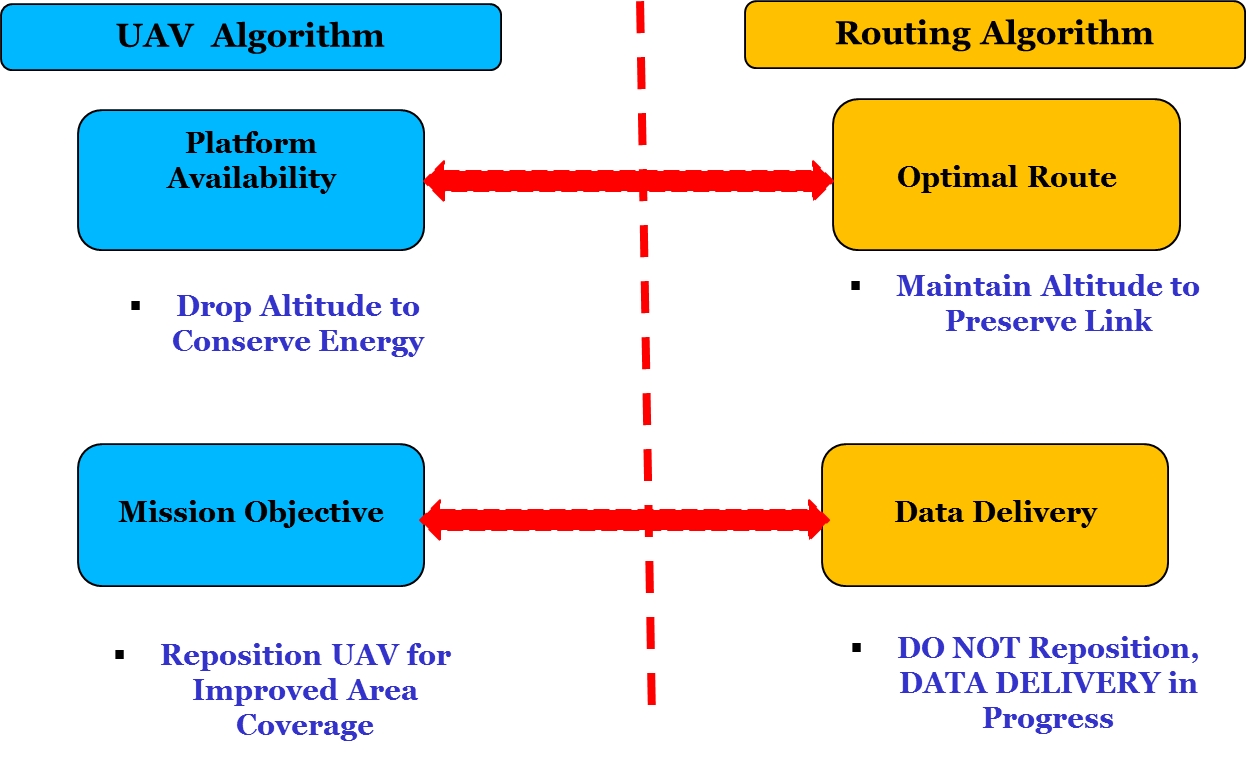 UAV Algorithm
Routing Algorithm
Platform
Availability
Optimal Route
▪ Drop Altitude to
Conserve Energy
▪ Maintain Altitude to
Preserve Link
Mission Objective
Data Delivery
▪ Reposition UAV for
Improved Area
Coverage
▪ DO NOT Reposition,
DATA DELIVERY in
Progress